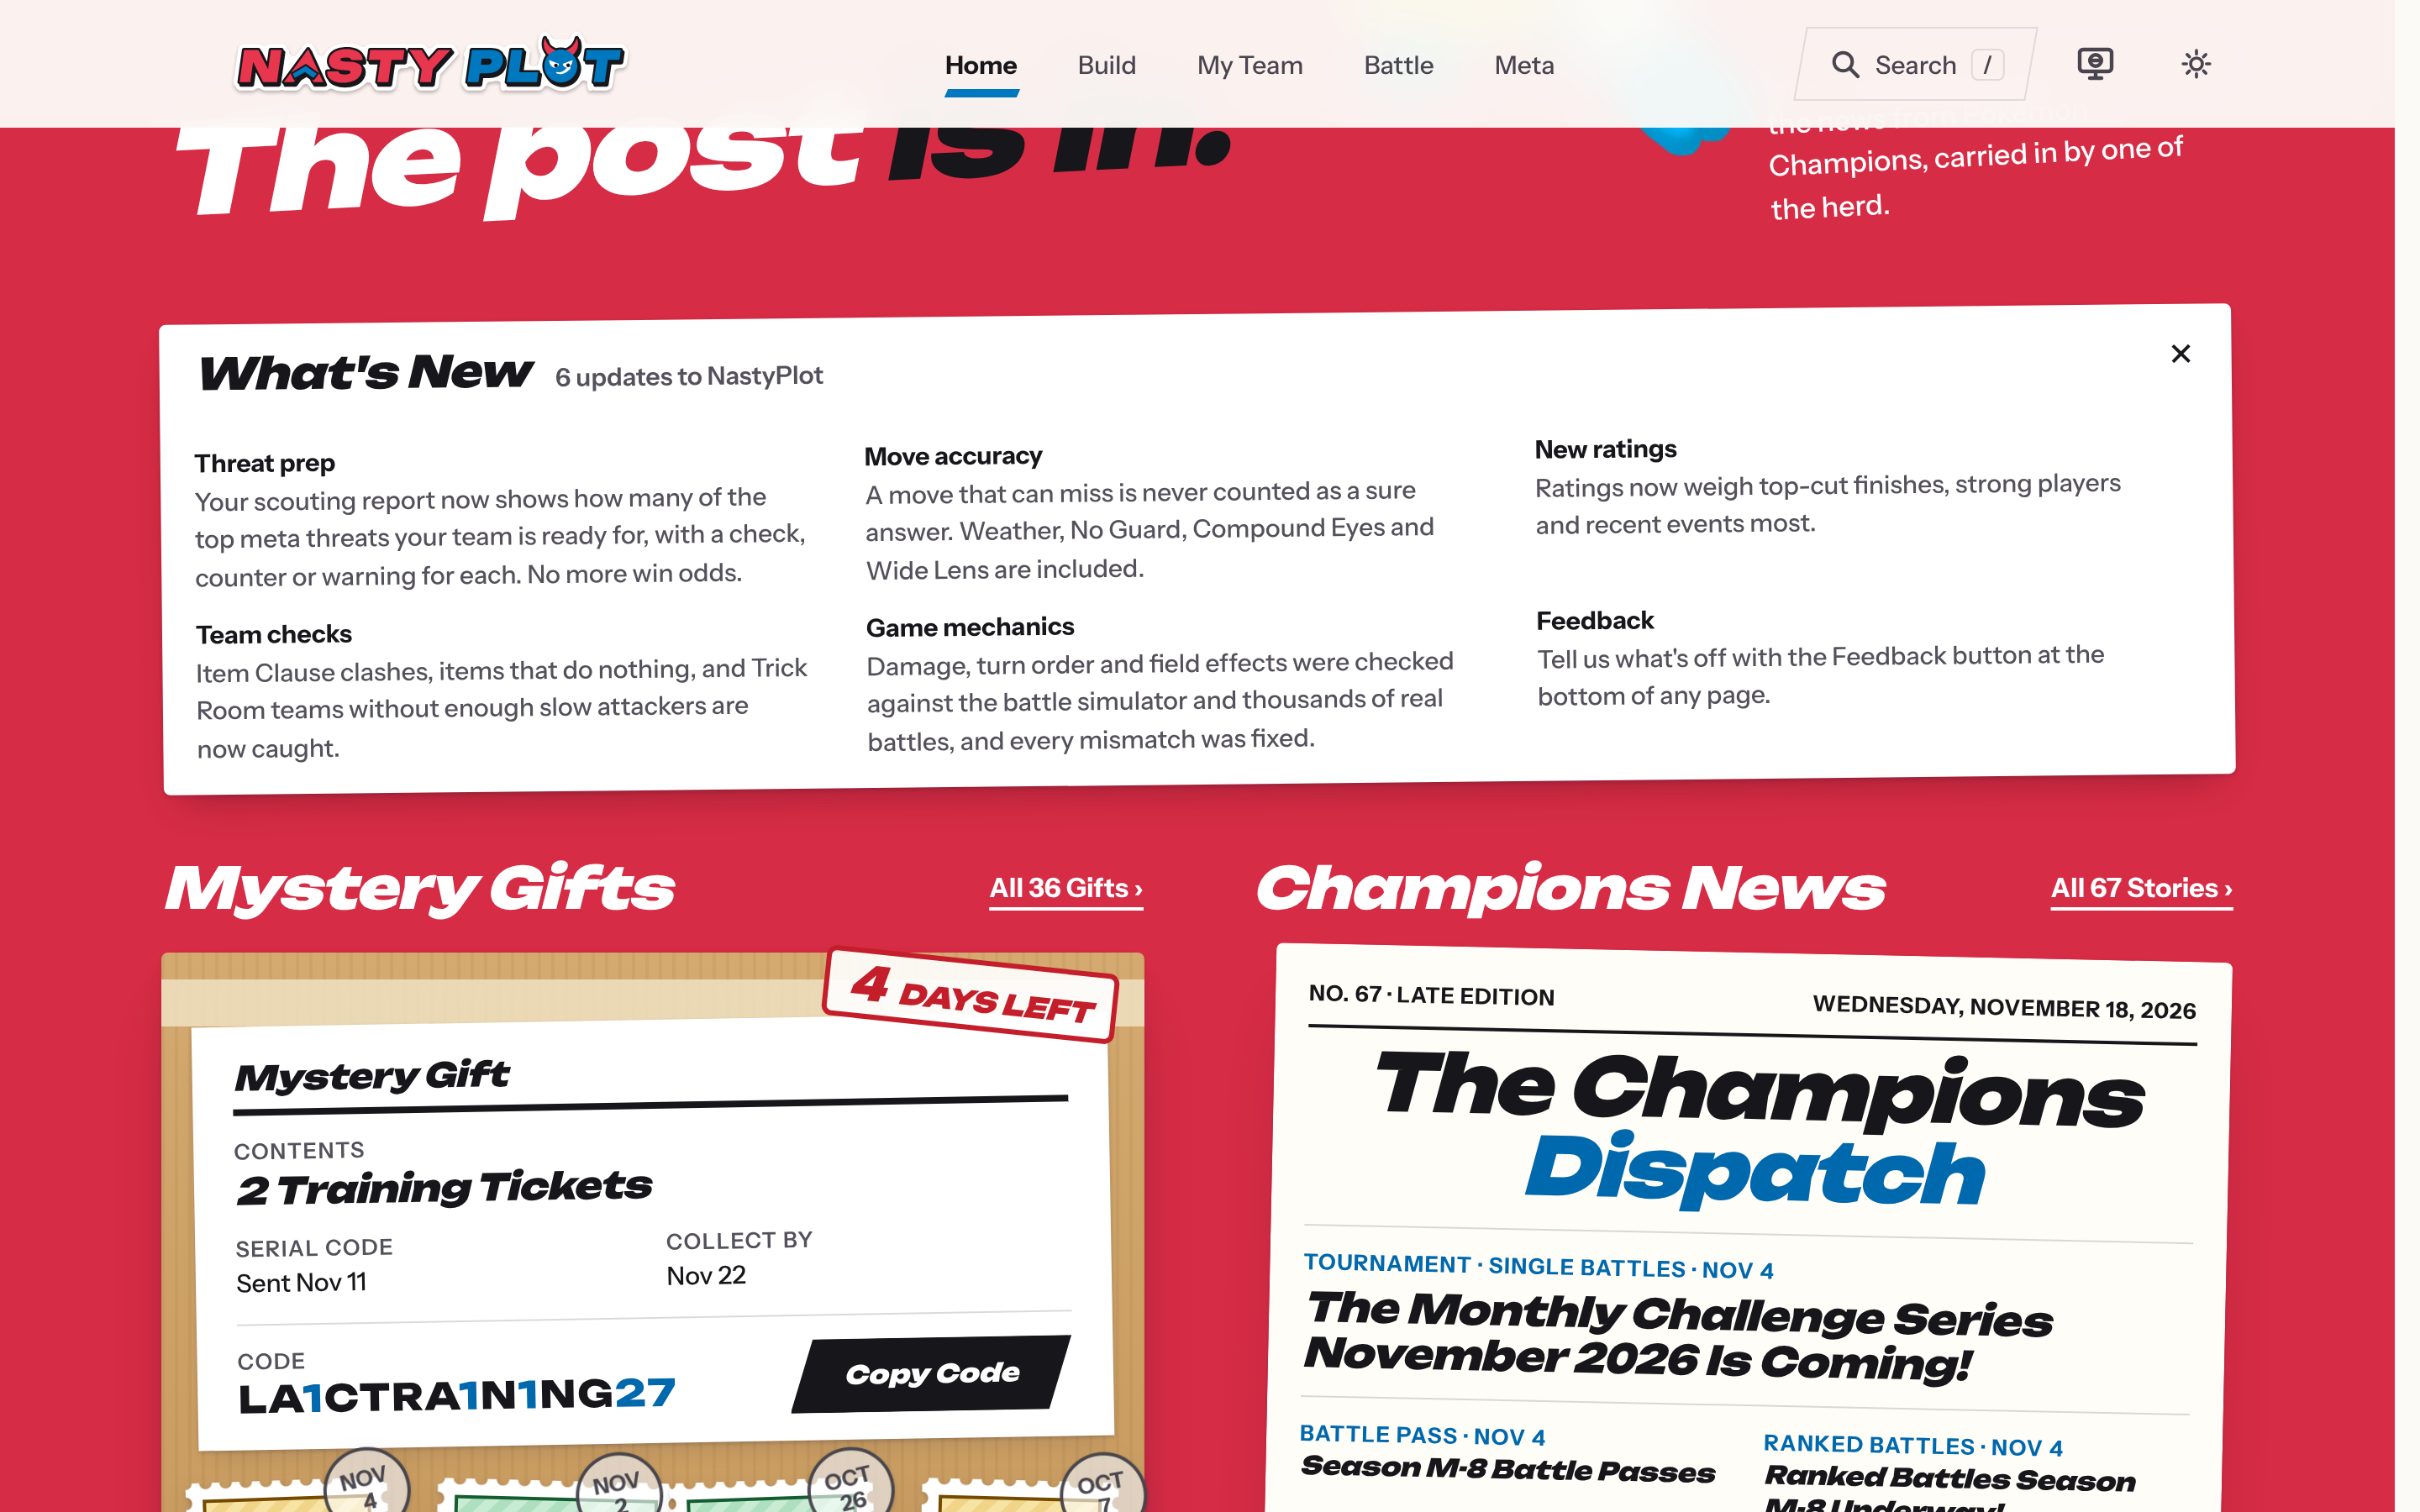 NASTY PLOT
Home
Build
My Team
Battle
Meta
Search /
The post is in.
the news from Pokémon
Champions, carried in by one of
the herd.
What's New
6 updates to NastyPlot
Threat prep
Your scouting report now shows how many of the
top meta threats your team is ready for, with a check,
counter or warning for each. No more win odds.
Move accuracy
A move that can miss is never counted as a sure
answer. Weather, No Guard, Compound Eyes and
Wide Lens are included.
New ratings
Ratings now weigh top-cut finishes, strong players
and recent events most.
Team checks
Item Clause clashes, items that do nothing, and Trick
Room teams without enough slow attackers are
now caught.
Game mechanics
Damage, turn order and field effects were checked
against the battle simulator and thousands of real
battles, and every mismatch was fixed.
Feedback
Tell us what's off with the Feedback button at the
bottom of any page.
Mystery Gifts
All 36 Gifts ›
4 DAYS LEFT
Mystery Gift
CONTENTS
2 Training Tickets
SERIAL CODE
Sent Nov 11
COLLECT BY
Nov 22
CODE
LA1CTRA1N1NG27
Copy Code
NOV
4
NOV
2
OCT
26
OCT
7
Champions News
All 67 Stories ›
NO. 67 · LATE EDITION
WEDNESDAY, NOVEMBER 18, 2026
The Champions
Dispatch
TOURNAMENT · SINGLE BATTLES · NOV 4
The Monthly Challenge Series
November 2026 Is Coming!
BATTLE PASS · NOV 4
Season M-8 Battle Passes
RANKED BATTLES · NOV 4
Ranked Battles Season
M-8 Underway!